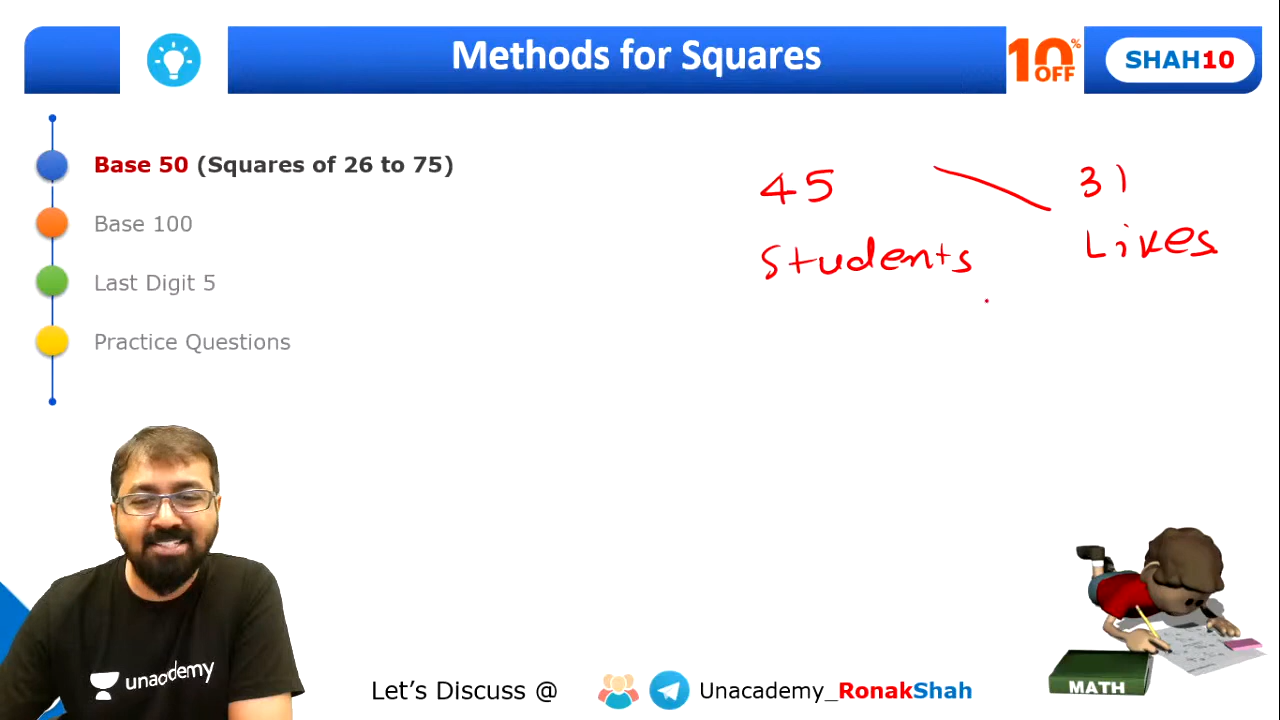 Methods for Squares
10% OFF
SHAH10
Base 50 (Squares of 26 to 75)
Base 100
Last Digit 5
Practice Questions
45
Students
31
Likes
unacademy
MATH
Let's Discuss @
Unacademy_RonakShah